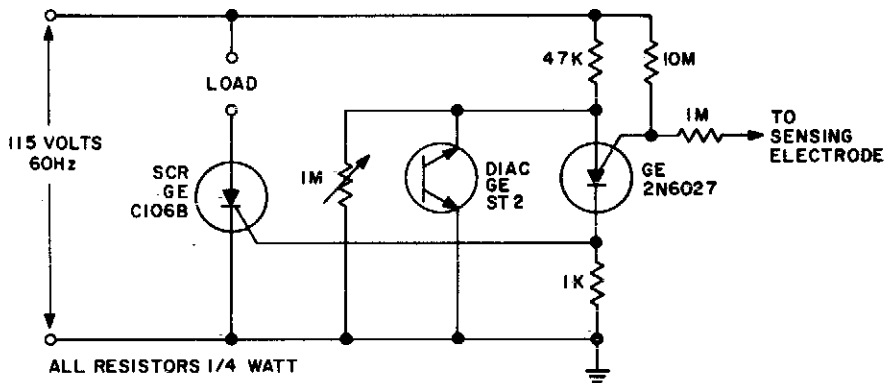 47K
10M
LOAD
1M
TO
SENSING
ELECTRODE
115 VOLTS
60Hz
SCR
GE
C106B
1M
DIAC
GE
ST2
GE
2N6027
1K
ALL RESISTORS 1/4 WATT